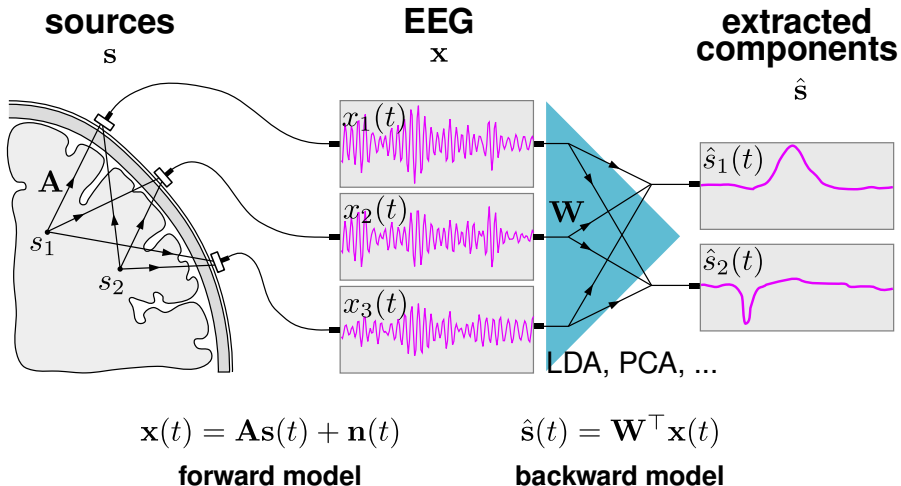 sources
s
EEG
x
extracted
components
ŝ
A
s₁
s₂
x₁(t)
x₂(t)
x₃(t)
W
LDA, PCA, ...
ŝ₁(t)
ŝ₂(t)
x(t) = As(t) + n(t)
forward model
ŝ(t) = W⊤x(t)
backward model